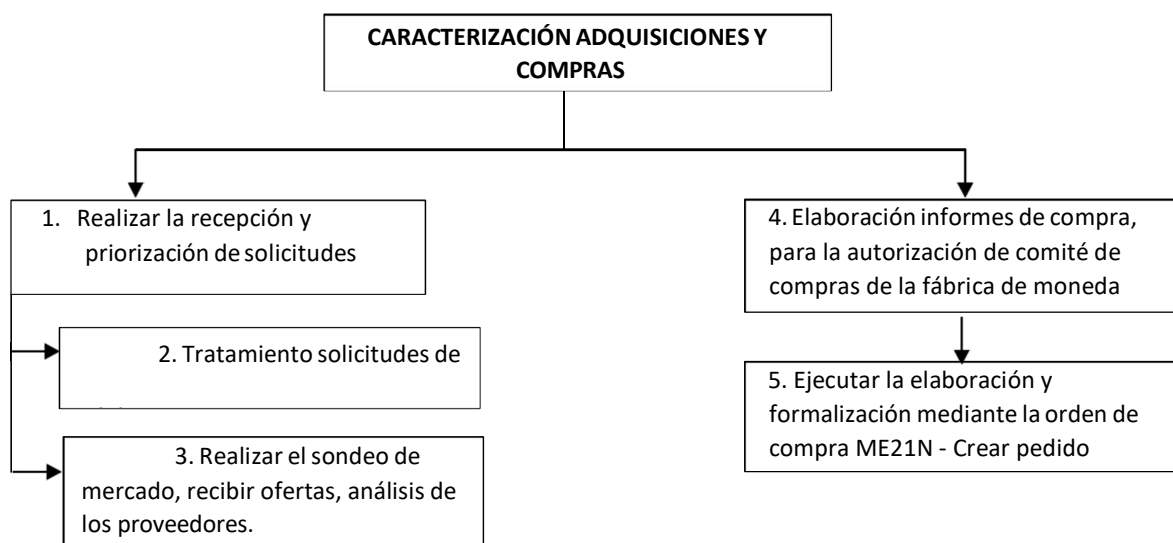 CARACTERIZACIÓN ADQUISICIONES Y
COMPRAS
1. Realizar la recepción y
priorización de solicitudes
2. Tratamiento solicitudes de
3. Realizar el sondeo de
mercado, recibir ofertas, análisis de
los proveedores.
4. Elaboración informes de compra,
para la autorización de comité de
compras de la fábrica de moneda
5. Ejecutar la elaboración y
formalización mediante la orden de
compra ME21N - Crear pedido